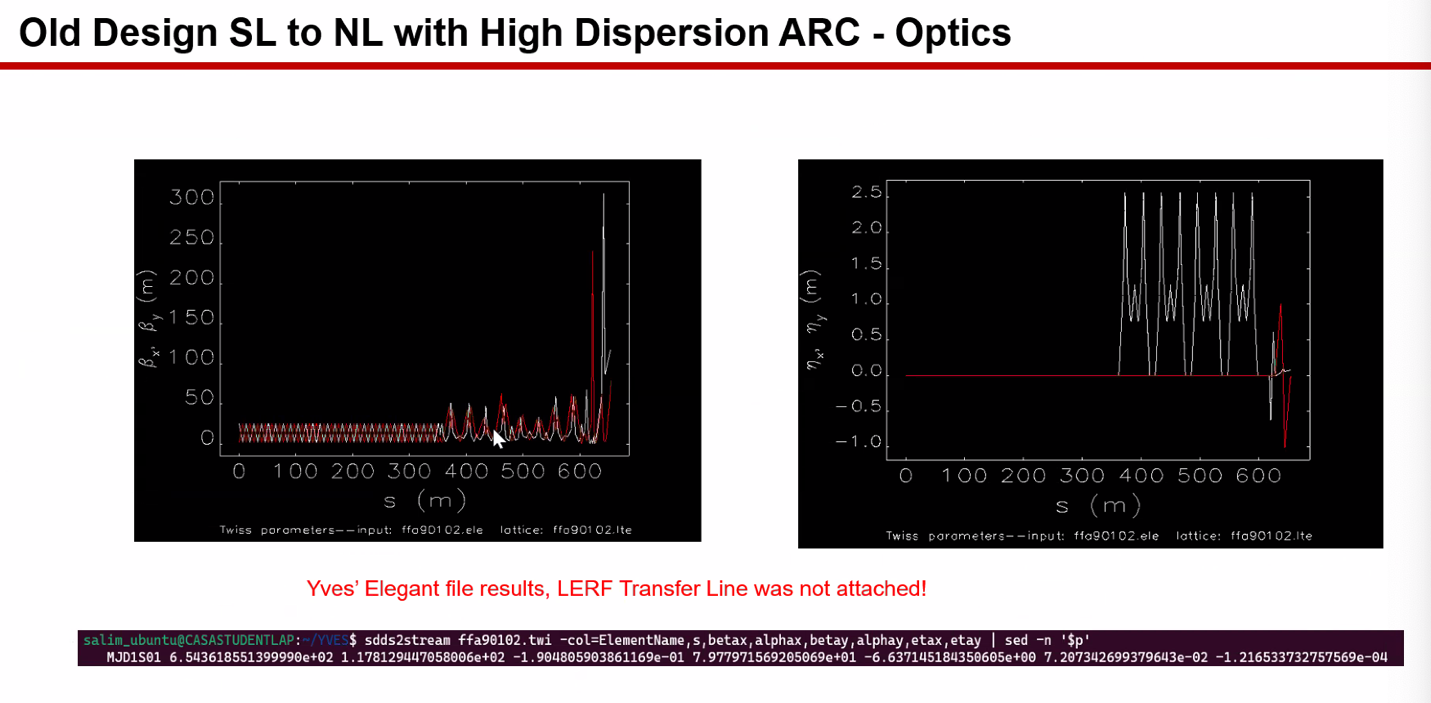 Old Design SL to NL with High Dispersion ARC - Optics
300
250
200
150
100
50
0
βx, βy (m)
0 100 200 300 400 500 600
s (m)
Twiss parameters--input: ffa90102.ele lattice: ffa90102.lte
2.5
2.0
1.5
1.0
0.5
0.0
−0.5
−1.0
ηx, ηy (m)
0 100 200 300 400 500 600
s (m)
Twiss parameters--input: ffa90102.ele lattice: ffa90102.lte
Yves’ Elegant file results, LERF Transfer Line was not attached!
salim_ubuntu@CASASTUDENTLAP:~/YVES$ sdds2stream ffa90102.twi -col=ElementName,s,betax,alphax,betay,alphay,etax,etay | sed -n '$p'
MJD1S01 6.543618551399990e+02 1.178129447058006e+02 -1.904805903861169e-01 7.977971569205069e+01 -6.637145184350605e+00 7.207342699379643e-02 -1.216533732757569e-04